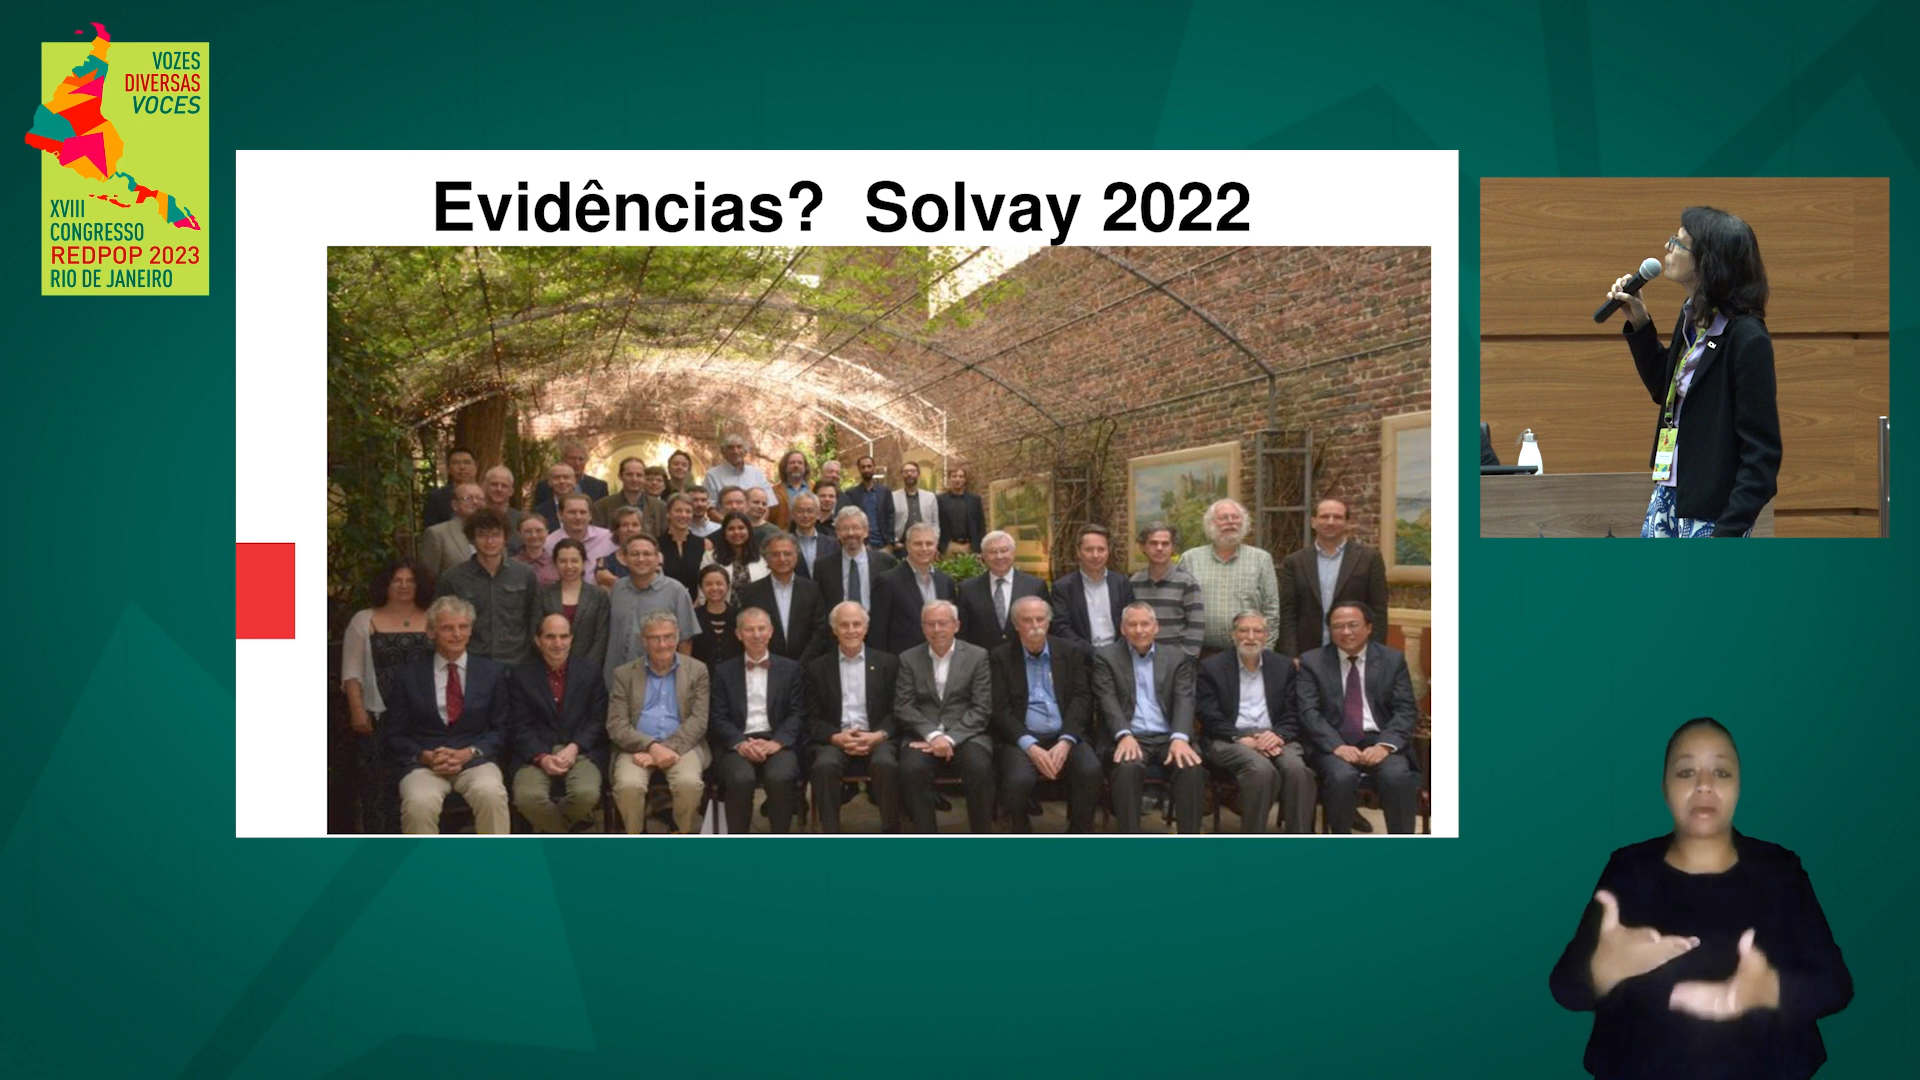 VOZES
DIVERSAS
VOCES
XVIII
CONGRESSO
REDPOP 2023
RIO DE JANEIRO
Evidências? Solvay 2022